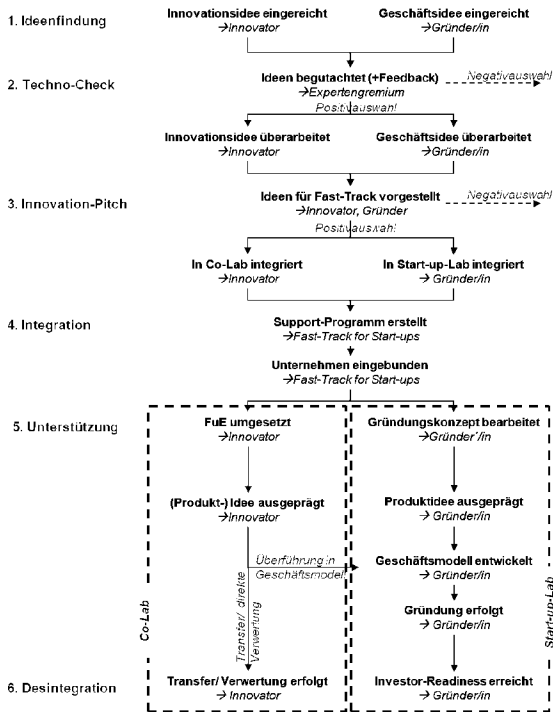 Innovationsidee eingereicht
→Innovator
Geschäftsidee eingereicht
→Gründer/in
1. Ideenfindung
2. Techno-Check
Ideen begutachtet (+Feedback)
→Expertengremium
Negativauswahl
Positivauswahl
Innovationsidee überarbeitet
→Innovator
Geschäftsidee überarbeitet
→Gründer/in
3. Innovation-Pitch
Ideen für Fast-Track vorgestellt
→Innovator, Gründer
Negativauswahl
Positivauswahl
In Co-Lab integriert
→Innovator
In Start-up-Lab integriert
→ Gründer/in
4. Integration
Support-Programm erstellt
→Fast-Track for Start-ups
Unternehmen eingebunden
→Fast-Track for Start-ups
5. Unterstützung
FuE umgesetzt
→Innovator
Gründungskonzept bearbeitet
→Gründer´/in
(Produkt-) Idee ausgeprägt
→Innovator
Produktidee ausgeprägt
→ Gründer/in
Überführung in
Geschäftsmodell
Geschäftsmodell entwickelt
→ Gründer/in
Transfer/ direkte
Verwertung
Gründung erfolgt
→ Gründer/in
Co-Lab
Start-up-Lab
6. Desintegration
Transfer/ Verwertung erfolgt
→ Innovator
Investor-Readiness erreicht
→ Gründer/in